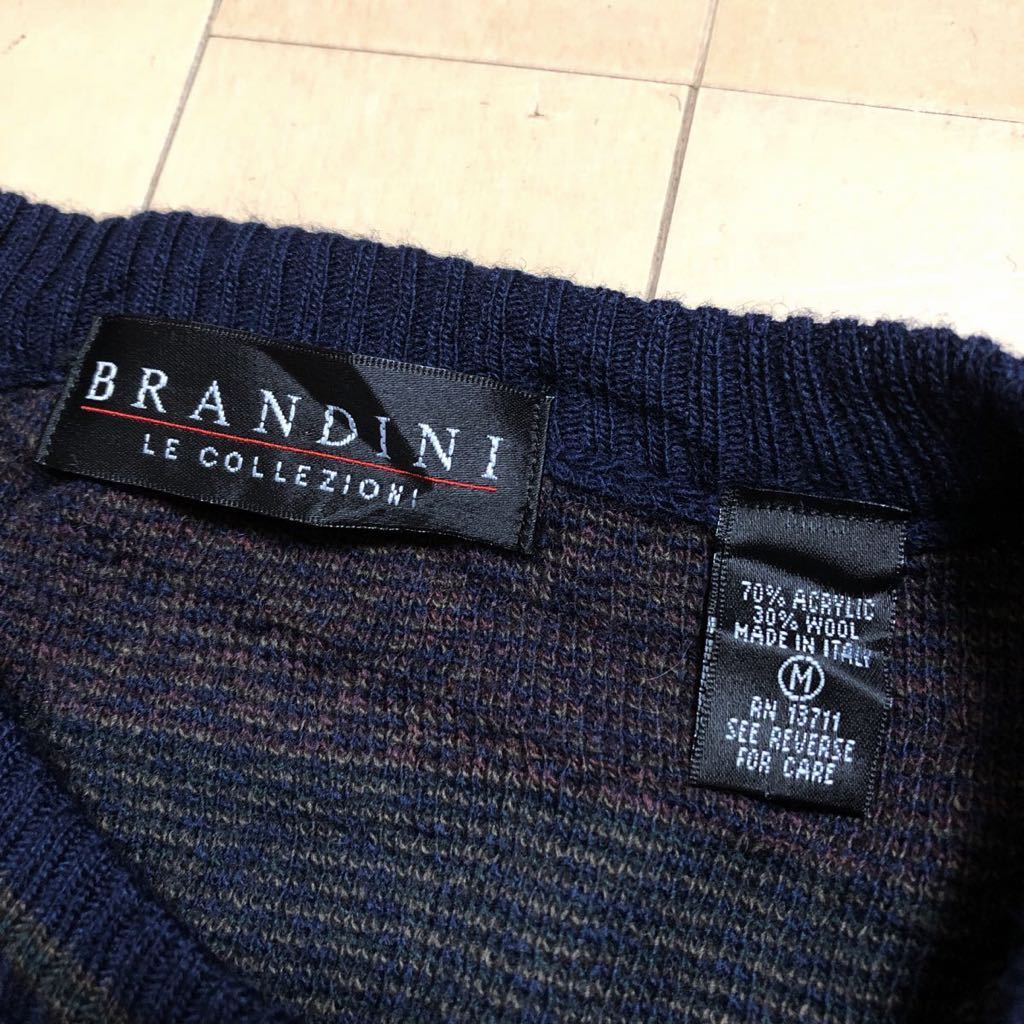 BRANDINI
LE COLLEZIONI
70% ACRYLIC
30% WOOL
MADE IN ITALY
M
RN 13711
SEE REVERSE
FOR CARE